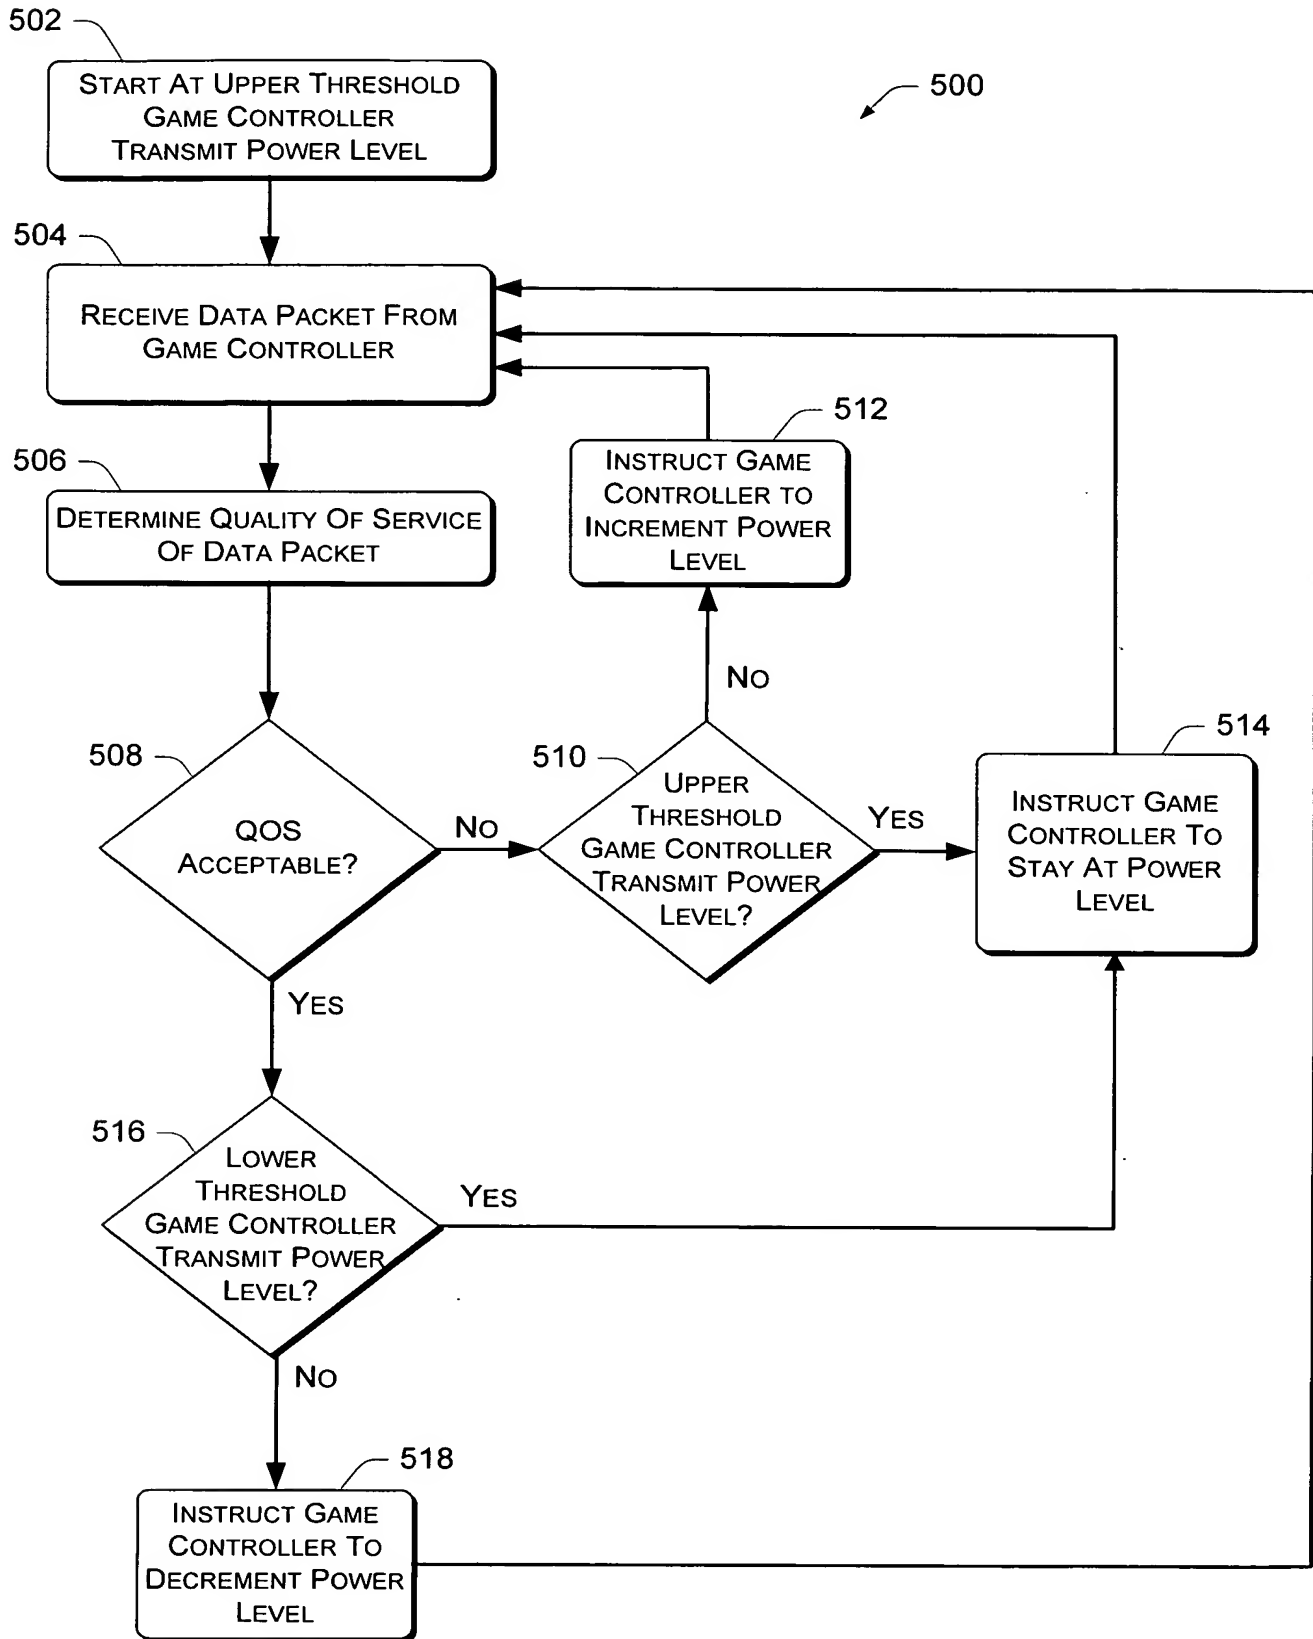 502
START AT UPPER THRESHOLD
GAME CONTROLLER
TRANSMIT POWER LEVEL
500
504
RECEIVE DATA PACKET FROM
GAME CONTROLLER
506
DETERMINE QUALITY OF SERVICE
OF DATA PACKET
512
INSTRUCT GAME
CONTROLLER TO
INCREMENT POWER
LEVEL
NO
508
QOS
ACCEPTABLE?
NO
YES
510
UPPER
THRESHOLD
GAME CONTROLLER
TRANSMIT POWER
LEVEL?
YES
514
INSTRUCT GAME
CONTROLLER TO
STAY AT POWER
LEVEL
516
LOWER
THRESHOLD
GAME CONTROLLER
TRANSMIT POWER
LEVEL?
YES
NO
518
INSTRUCT GAME
CONTROLLER TO
DECREMENT POWER
LEVEL